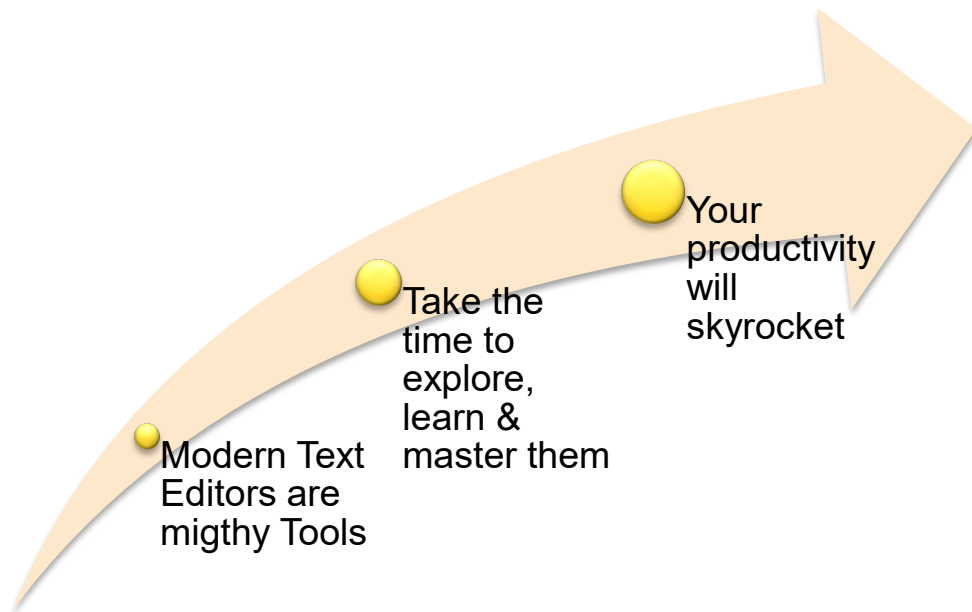 Modern Text
Editors are
migthy Tools
Take the
time to
explore,
learn &
master them
Your
productivity
will
skyrocket